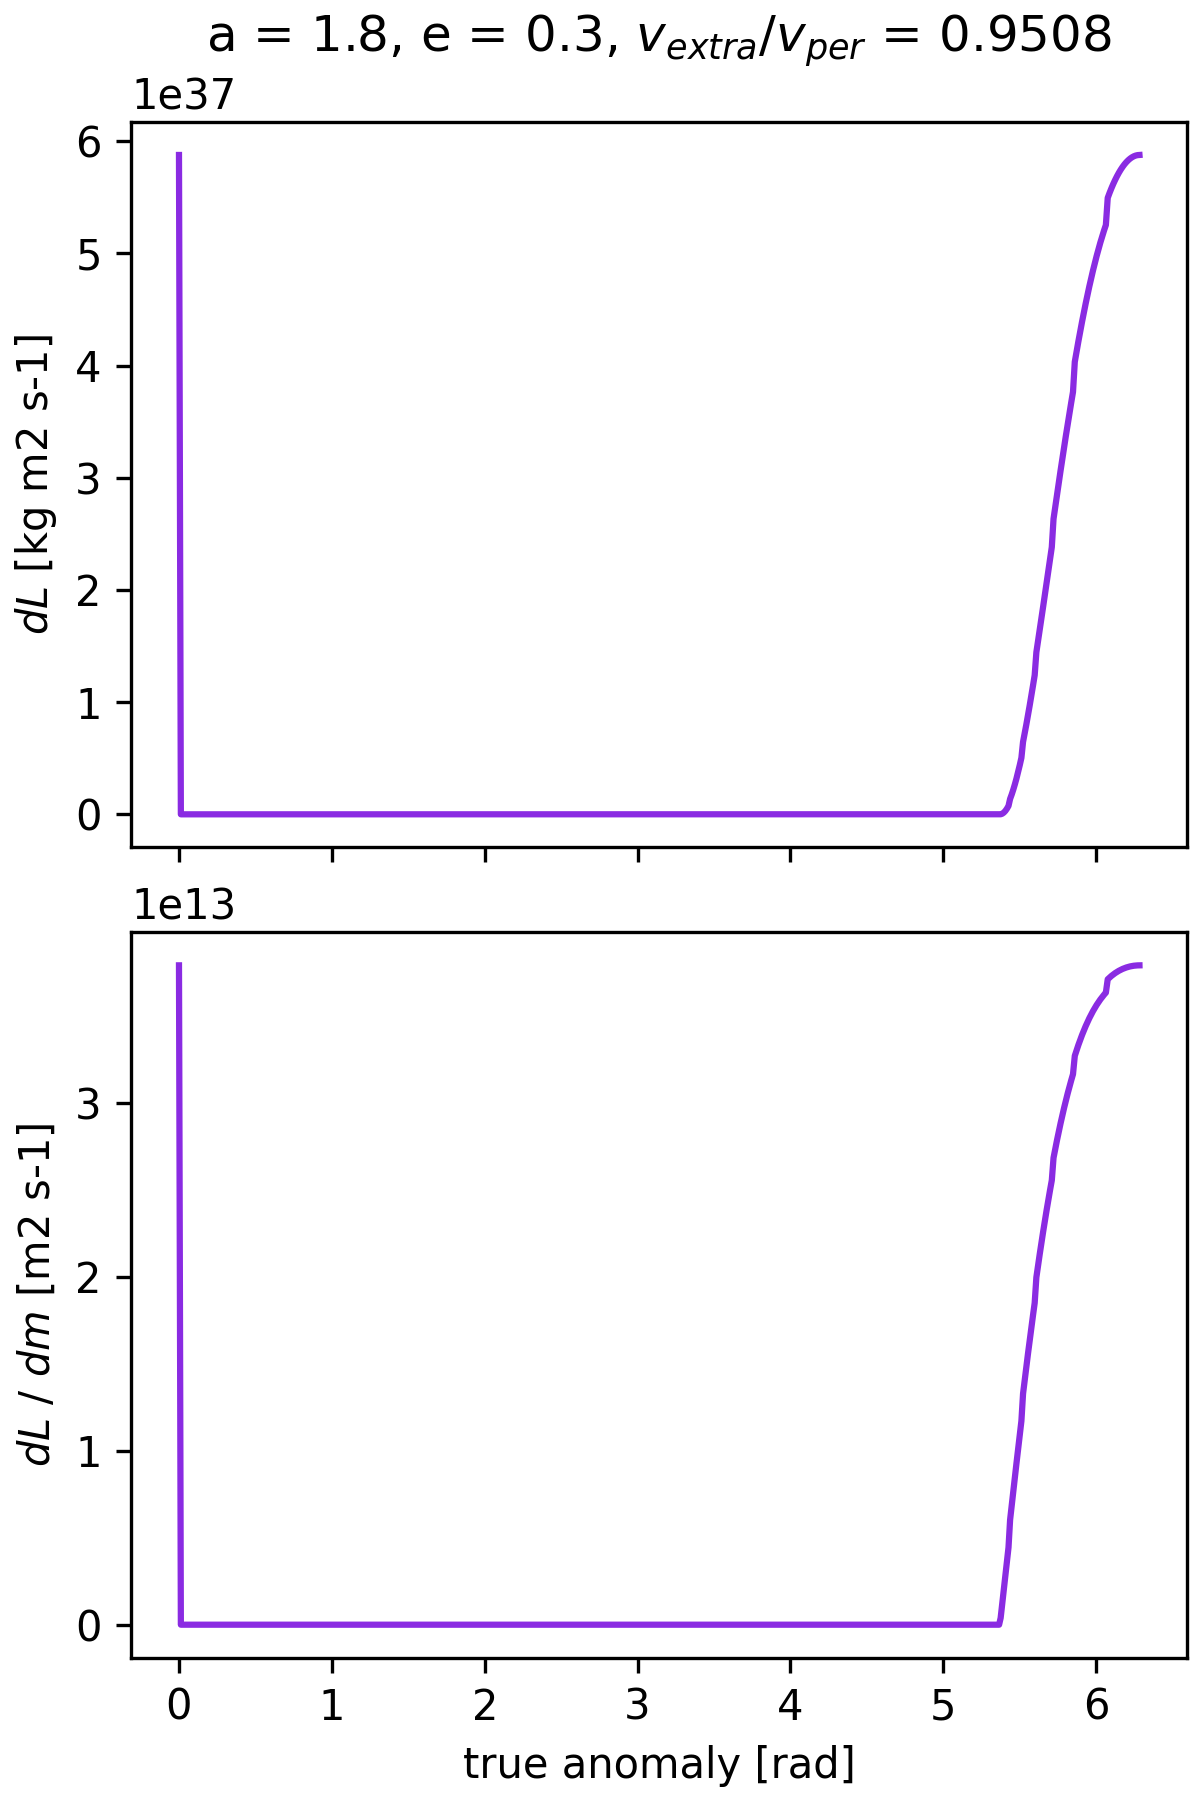 a = 1.8, e = 0.3, v_extra/v_per = 0.9508
1e37
6
5
4
3
2
1
0
dL [kg m2 s-1]
1e13
3
2
1
0
dL / dm [m2 s-1]
0 1 2 3 4 5 6
true anomaly [rad]